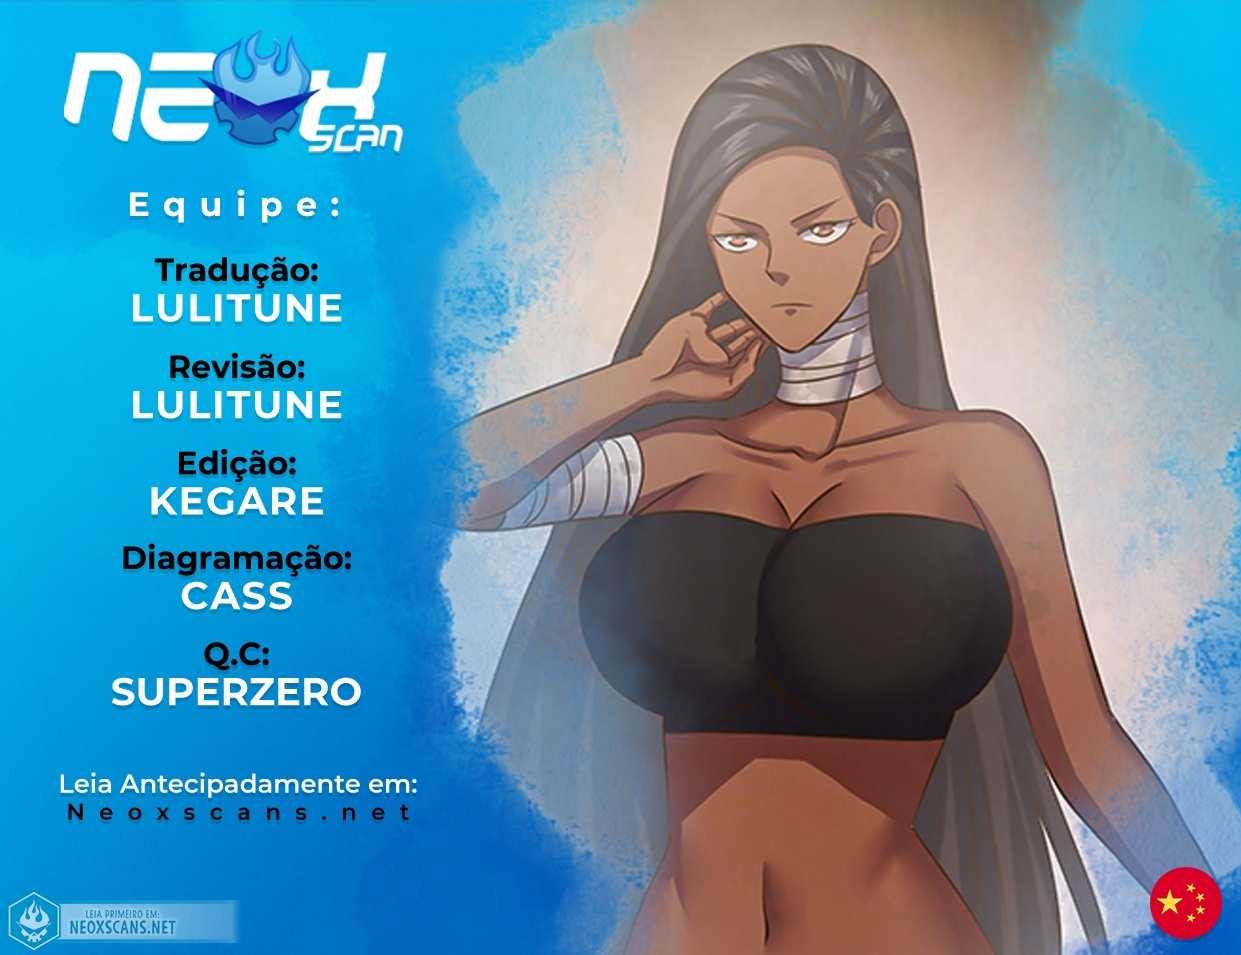 NEOX
SCAN
Equipe:
Tradução:
LULITUNE
Revisão:
LULITUNE
Edição:
KEGARE
Diagramação:
CASS
Q.C:
SUPERZERO
Leia Antecipadamente em:
Neoxscans.net
LEIA PRIMEIRO EM:
NEOXSCANS.NET